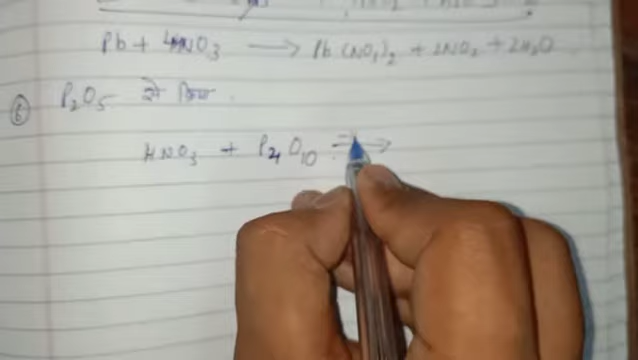 Pb + 4HNO3 → Pb(NO3)2 + 2NO2 + 2H2O
⑥ P2O5 से क्रिया
HNO3 + P4O10 →